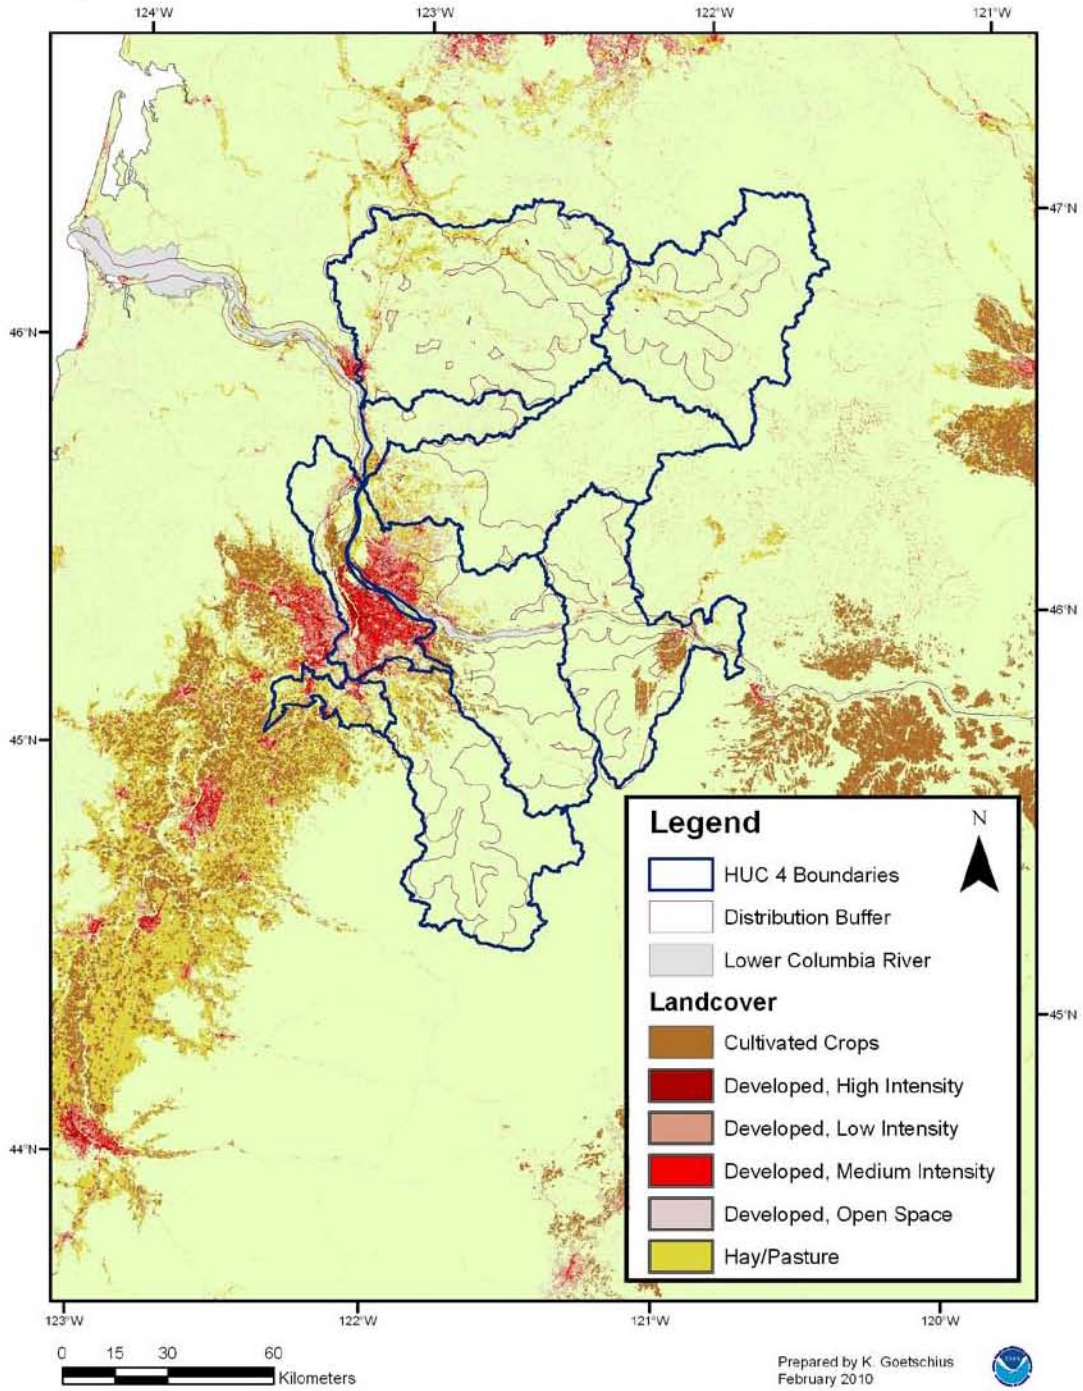 124°W 123°W 122°W 121°W
47°N
46°N
46°N
45°N
45°N
44°N
Legend
N
HUC 4 Boundaries
Distribution Buffer
Lower Columbia River
Landcover
Cultivated Crops
Developed, High Intensity
Developed, Low Intensity
Developed, Medium Intensity
Developed, Open Space
Hay/Pasture
123°W 122°W 121°W 120°W
0 15 30 60
Kilometers
Prepared by K. Goetschius
February 2010